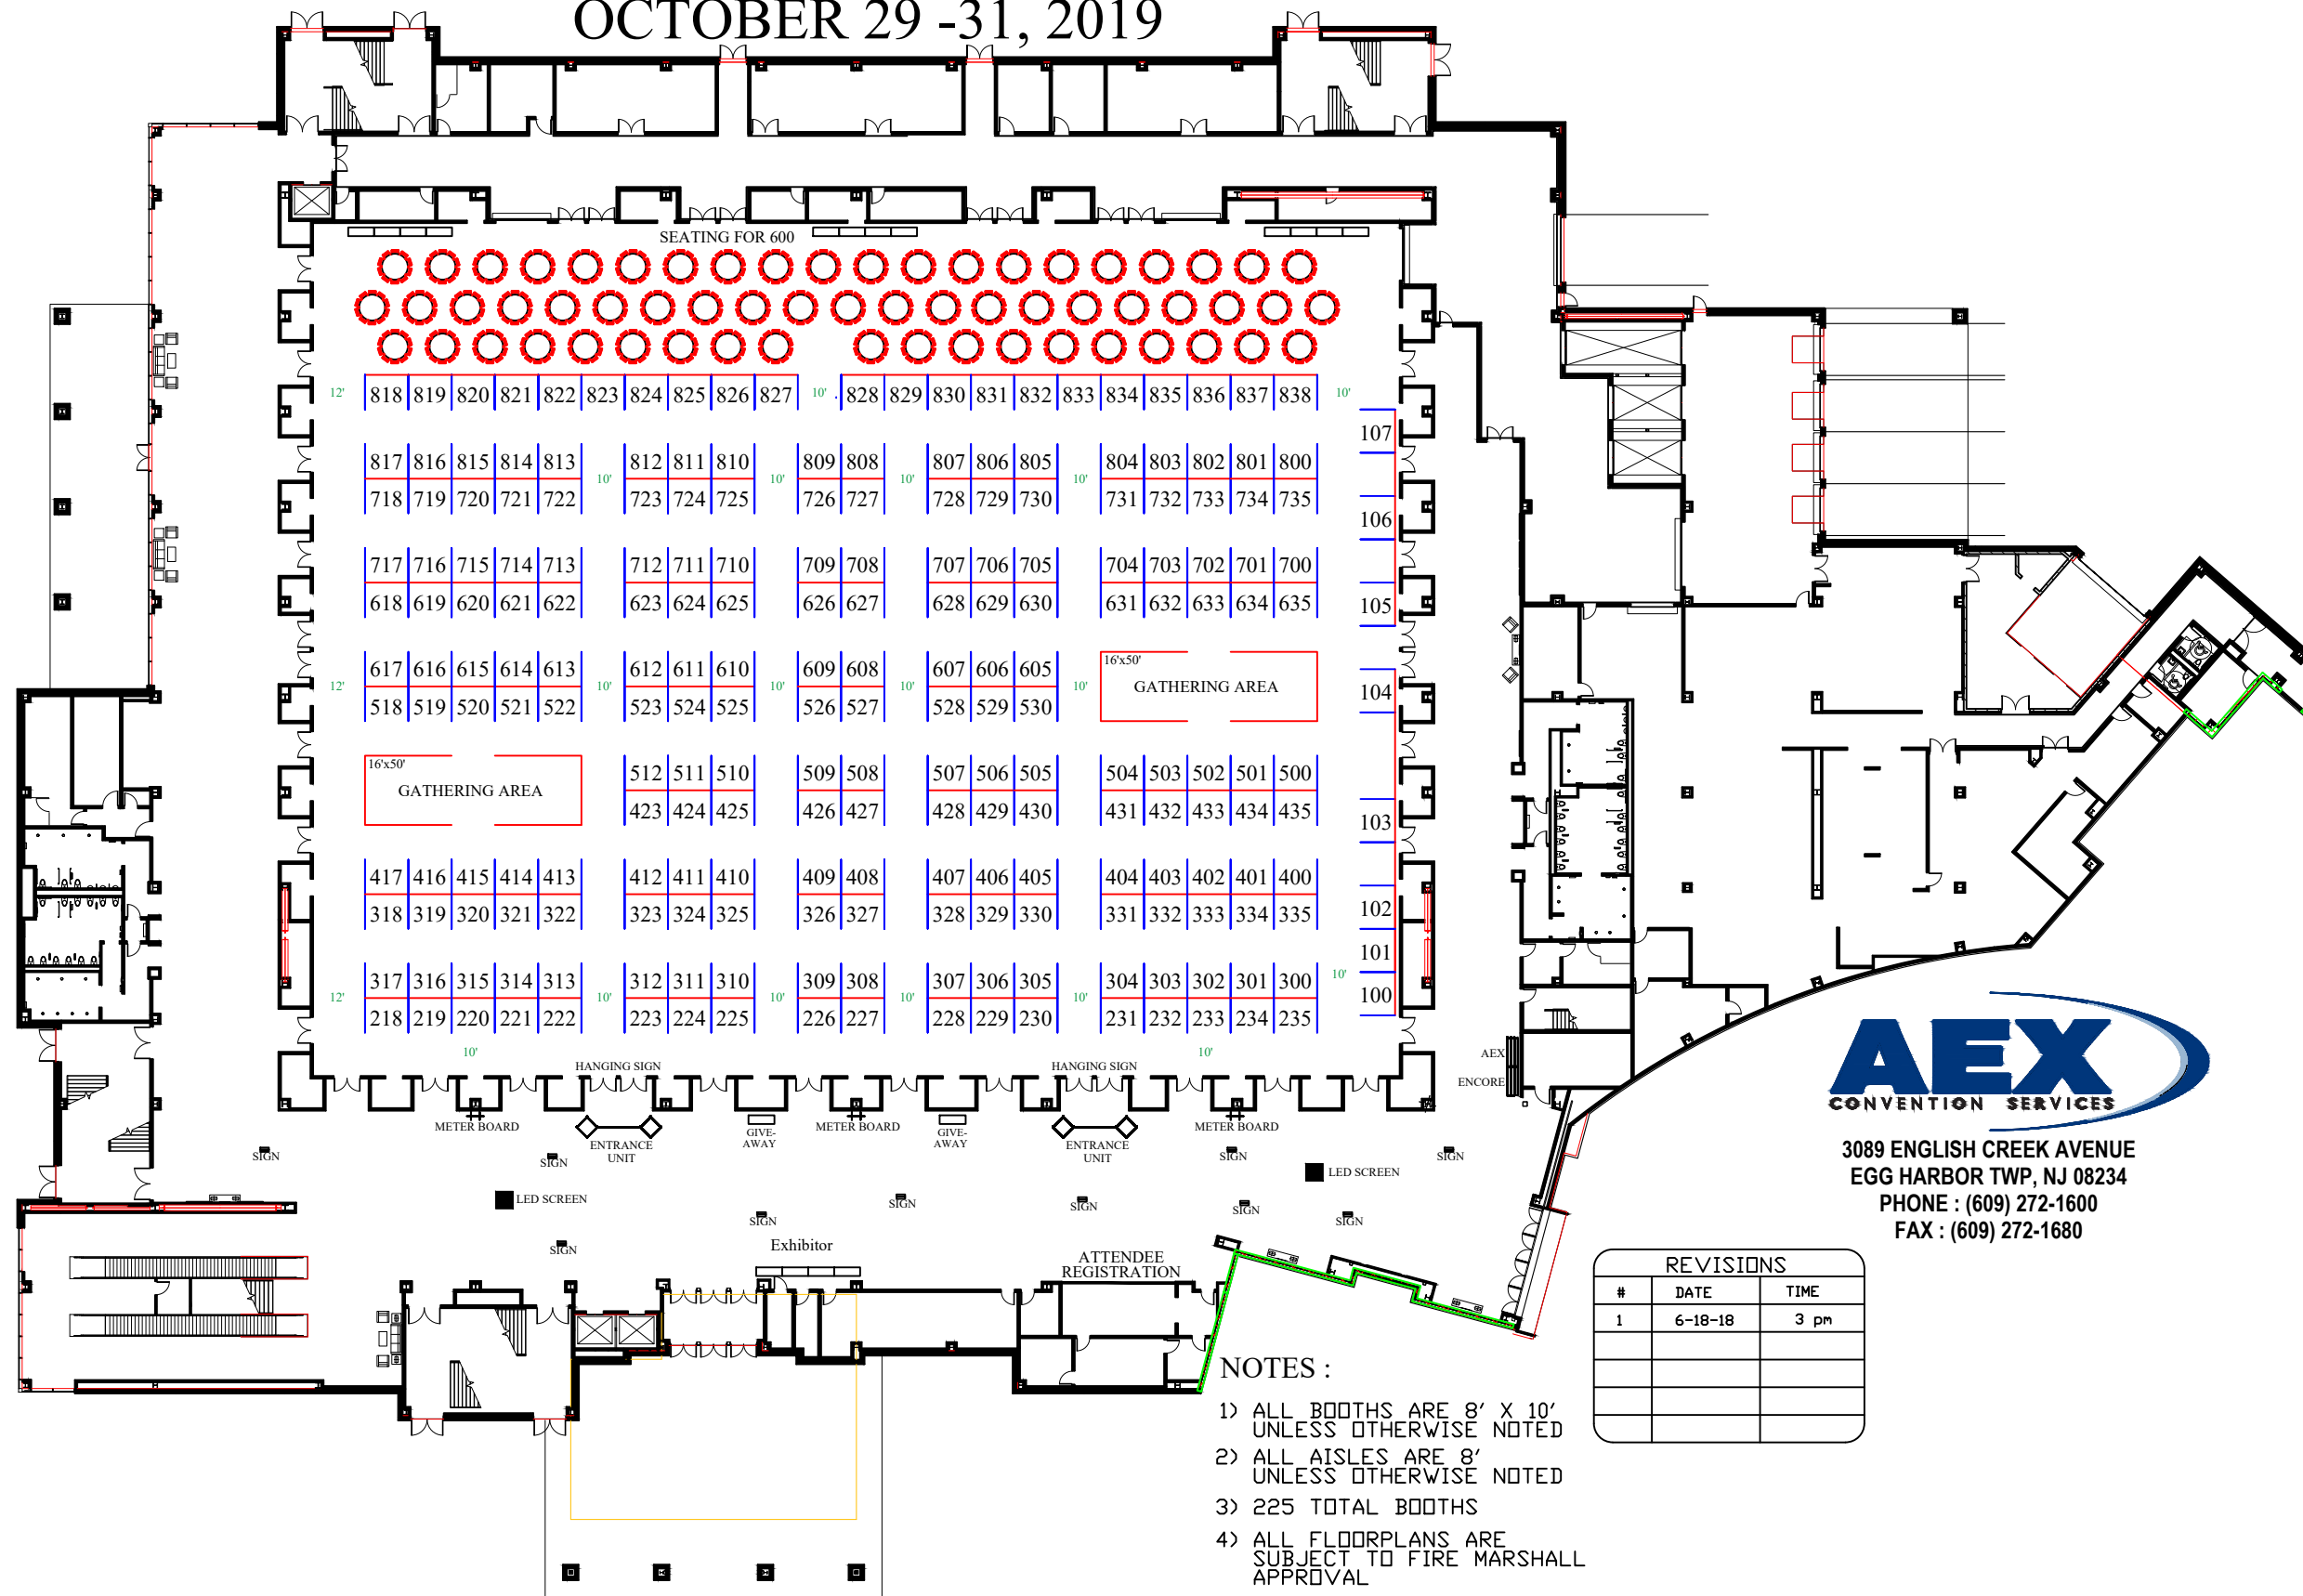 OCTOBER 29 -31, 2019
SEATING FOR 600
12' 818 819 820 821 822 823 824 825 826 827 10' 828 829 830 831 832 833 834 835 836 837 838 10'
107
817 816 815 814 813 812 811 810 809 808 807 806 805 804 803 802 801 800
10' 10' 10' 10'
718 719 720 721 722 723 724 725 726 727 728 729 730 731 732 733 734 735
106
717 716 715 714 713 712 711 710 709 708 707 706 705 704 703 702 701 700
618 619 620 621 622 623 624 625 626 627 628 629 630 631 632 633 634 635
105
617 616 615 614 613 612 611 610 609 608 607 606 605 16'x50'
12' 10' 10' 10' 10' GATHERING AREA 104
518 519 520 521 522 523 524 525 526 527 528 529 530
16'x50' 512 511 510 509 508 507 506 505 504 503 502 501 500
GATHERING AREA
423 424 425 426 427 428 429 430 431 432 433 434 435
103
417 416 415 414 413 412 411 410 409 408 407 406 405 404 403 402 401 400
318 319 320 321 322 323 324 325 326 327 328 329 330 331 332 333 334 335
102
101
317 316 315 314 313 312 311 310 309 308 307 306 305 304 303 302 301 300 10'
12' 10' 10' 10' 10' 100
218 219 220 221 222 223 224 225 226 227 228 229 230 231 232 233 234 235
10' 10'
HANGING SIGN HANGING SIGN
AEX
ENCORE
METER BOARD METER BOARD METER BOARD
GIVE-
AWAY
GIVE-
AWAY
ENTRANCE
UNIT
ENTRANCE
UNIT
SIGN SIGN SIGN SIGN
LED SCREEN
LED SCREEN
SIGN SIGN SIGN
SIGN SIGN
SIGN
Exhibitor
ATTENDEE
REGISTRATION
AEX
CONVENTION SERVICES
3089 ENGLISH CREEK AVENUE
EGG HARBOR TWP, NJ 08234
PHONE : (609) 272-1600
FAX : (609) 272-1680
REVISIONS
# DATE TIME
1 6-18-18 3 pm
NOTES :
1) ALL BOOTHS ARE 8' X 10'
UNLESS OTHERWISE NOTED
2) ALL AISLES ARE 8'
UNLESS OTHERWISE NOTED
3) 225 TOTAL BOOTHS
4) ALL FLOORPLANS ARE
SUBJECT TO FIRE MARSHALL
APPROVAL